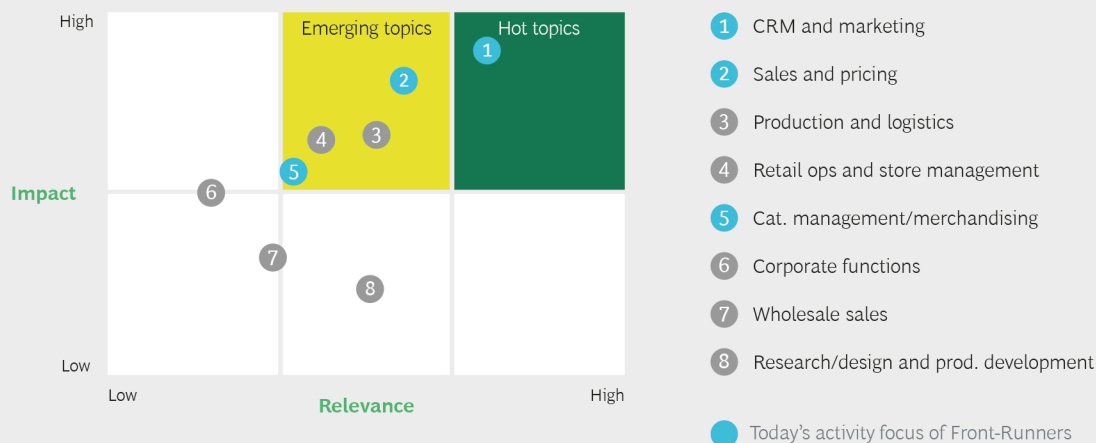 High
Emerging topics
Hot topics
1
2
3
4
5
6
7
8
Impact
Low
Low
High
Relevance
1 CRM and marketing
2 Sales and pricing
3 Production and logistics
4 Retail ops and store management
5 Cat. management/merchandising
6 Corporate functions
7 Wholesale sales
8 Research/design and prod. development
Today's activity focus of Front-Runners